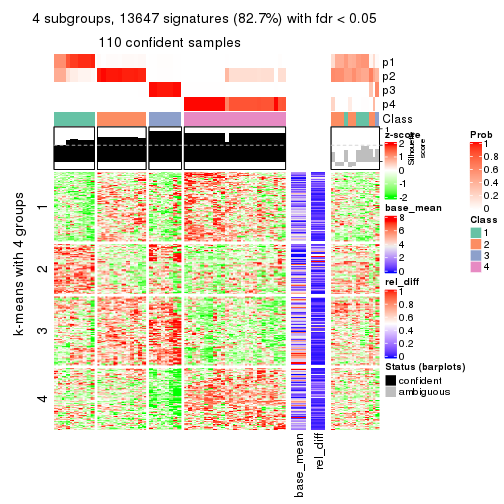 4 subgroups, 13647 signatures (82.7%) with fdr < 0.05
110 confident samples
p1
p2
p3
p4
Class
1
Silhouette
score
k-means with 4 groups
1
2
3
4
base_mean
rel_diff
z-score
2
1
0
-1
-2
base_mean
8
6
4
2
0
rel_diff
1
0.8
0.6
0.4
0.2
0
Status (barplots)
confident
ambiguous
Prob
1
0.8
0.6
0.4
0.2
0
Class
1
2
3
4